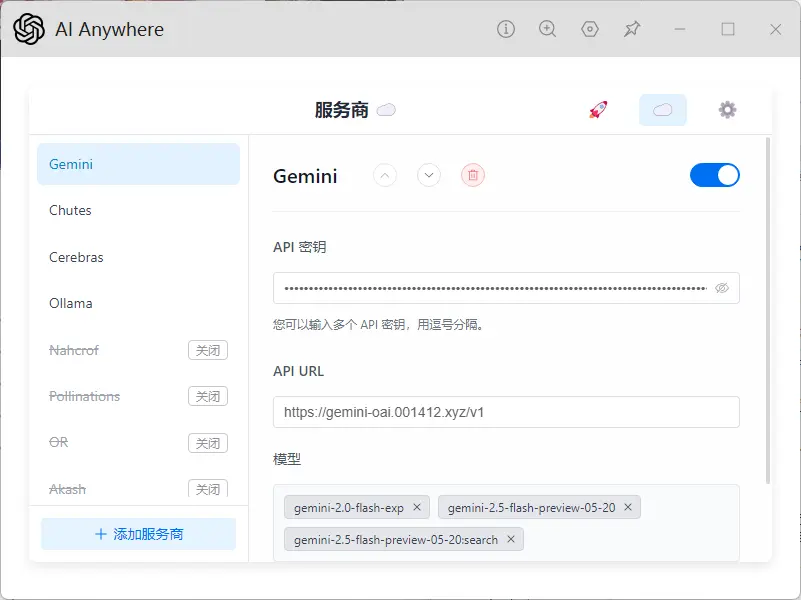 AI Anywhere
服务商
Gemini
Chutes
Cerebras
Ollama
Nahcrof 关闭
Pollinations 关闭
OR 关闭
Akash 关闭
+ 添加服务商
Gemini
API 密钥
您可以输入多个 API 密钥，用逗号分隔。
API URL
https://gemini-oai.001412.xyz/v1
模型
gemini-2.0-flash-exp × gemini-2.5-flash-preview-05-20 ×
gemini-2.5-flash-preview-05-20:search ×